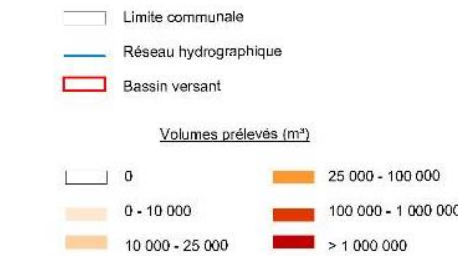 Limite communale
Réseau hydrographique
Bassin versant
Volumes prélevés (m³)
0
0 - 10 000
10 000 - 25 000
25 000 - 100 000
100 000 - 1 000 000
> 1 000 000